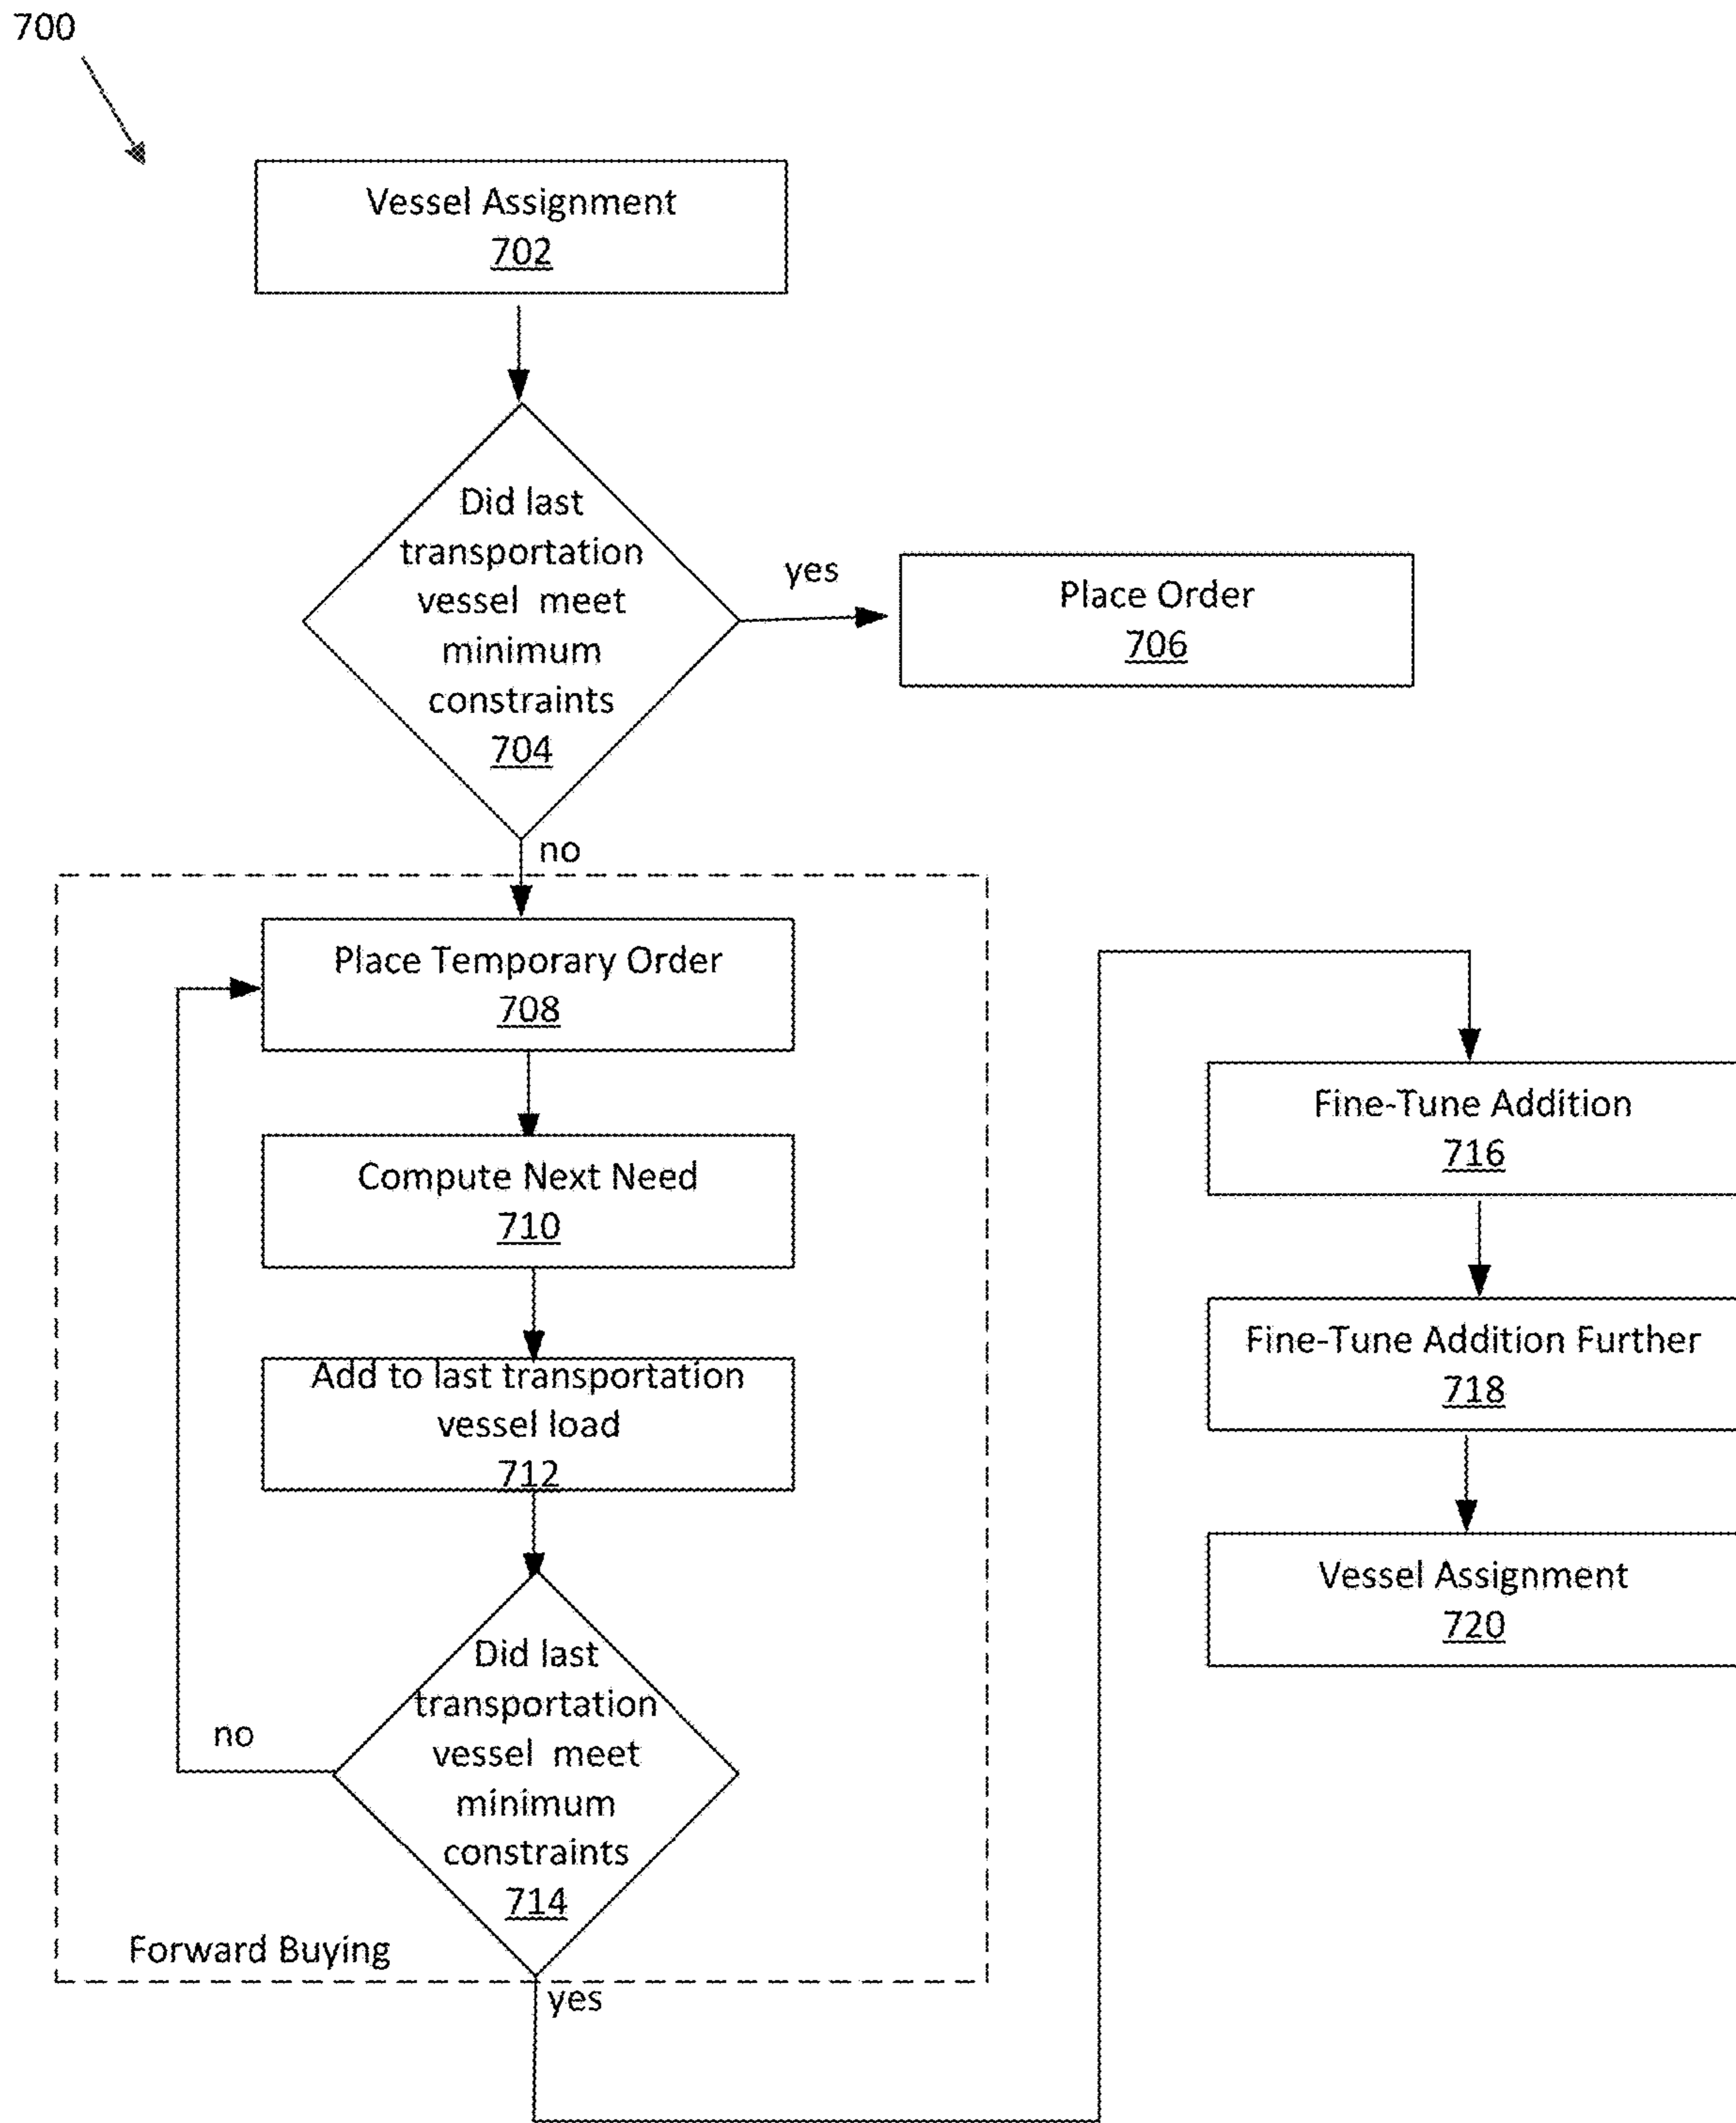 700
Vessel Assignment
702
Did last
transportation
vessel meet
minimum
constraints
704
yes
Place Order
706
no
Place Temporary Order
708
Compute Next Need
710
Add to last transportation
vessel load
712
Did last
transportation
vessel meet
minimum
constraints
714
no
Forward Buying
yes
Fine-Tune Addition
716
Fine-Tune Addition Further
718
Vessel Assignment
720